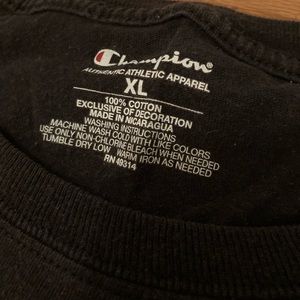 Champion
AUTHENTIC ATHLETIC APPAREL
XL
100% COTTON
EXCLUSIVE OF DECORATION
MADE IN NICARAGUA
WASHING INSTRUCTIONS
MACHINE WASH COLD WITH LIKE COLORS
USE ONLY NON-CHLORINE BLEACH WHEN NEEDED
TUMBLE DRY LOW WARM IRON AS NEEDED
RN 49314